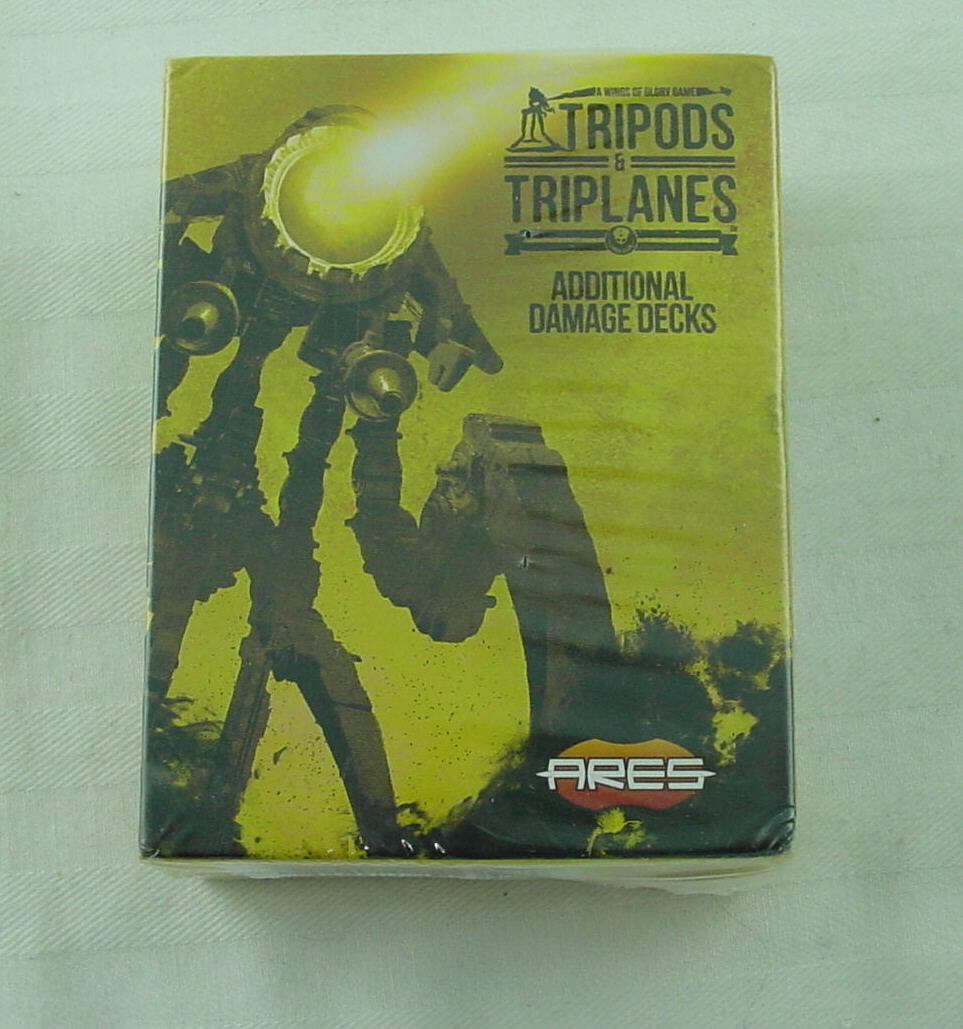 A WINGS OF GLORY GAME
TRIPODS
&
TRIPLANES
ADDITIONAL
DAMAGE DECKS
ARES